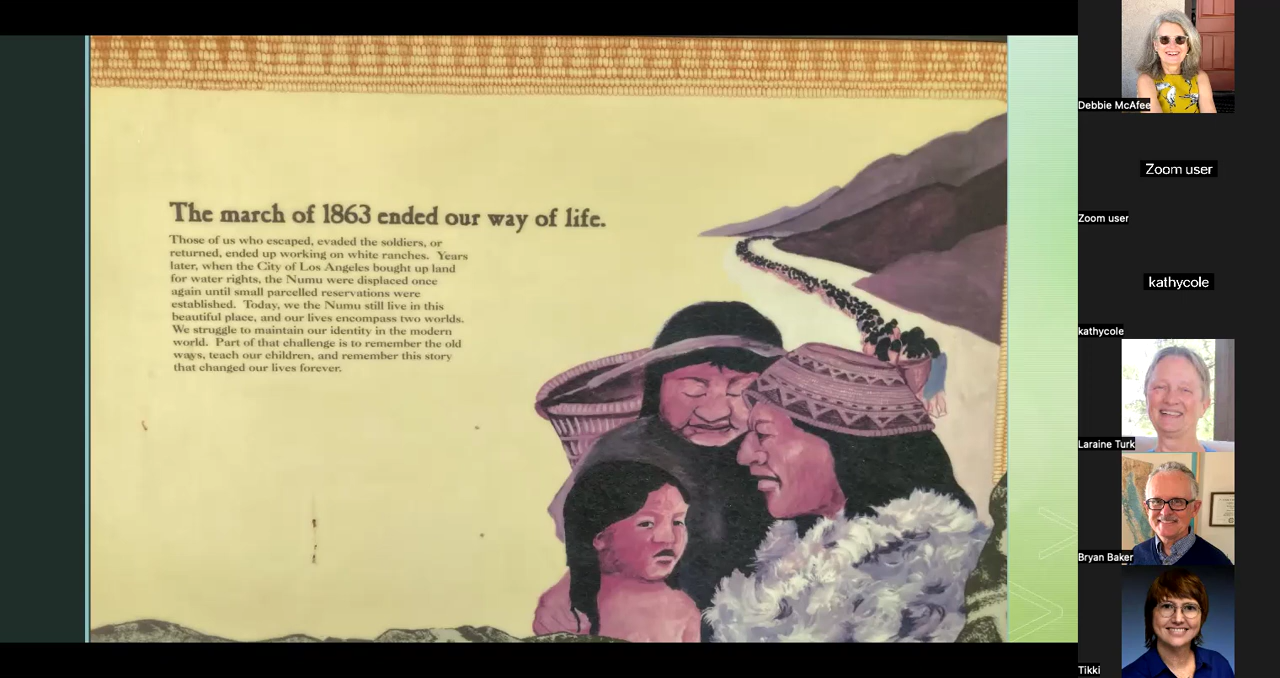 The march of 1863 ended our way of life.
Those of us who escaped, evaded the soldiers, or
returned, ended up working on white ranches. Years
later, when the City of Los Angeles bought up land
for water rights, the Numu were displaced once
again until small parcelled reservations were
established. Today, we the Numu still live in this
beautiful place, and our lives encompass two worlds.
We struggle to maintain our identity in the modern
world. Part of that challenge is to remember the old
ways, teach our children, and remember this story
that changed our lives forever.
Debbie McAfee
Zoom user
Zoom user
kathycole
kathycole
Laraine Turk
Bryan Baker
Tikki